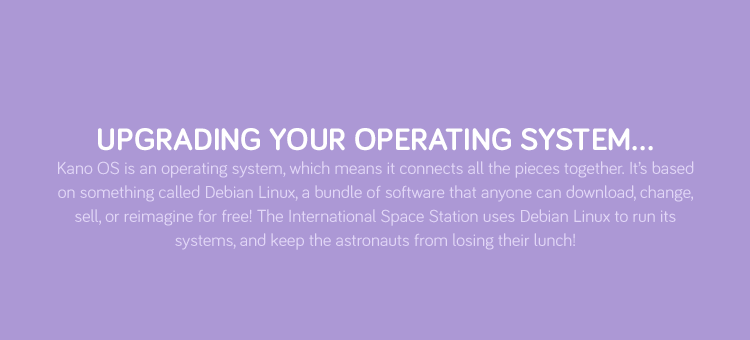 UPGRADING YOUR OPERATING SYSTEM...
Kano OS is an operating system, which means it connects all the pieces together. It's based
on something called Debian Linux, a bundle of software that anyone can download, change,
sell, or reimagine for free! The International Space Station uses Debian Linux to run its
systems, and keep the astronauts from losing their lunch!